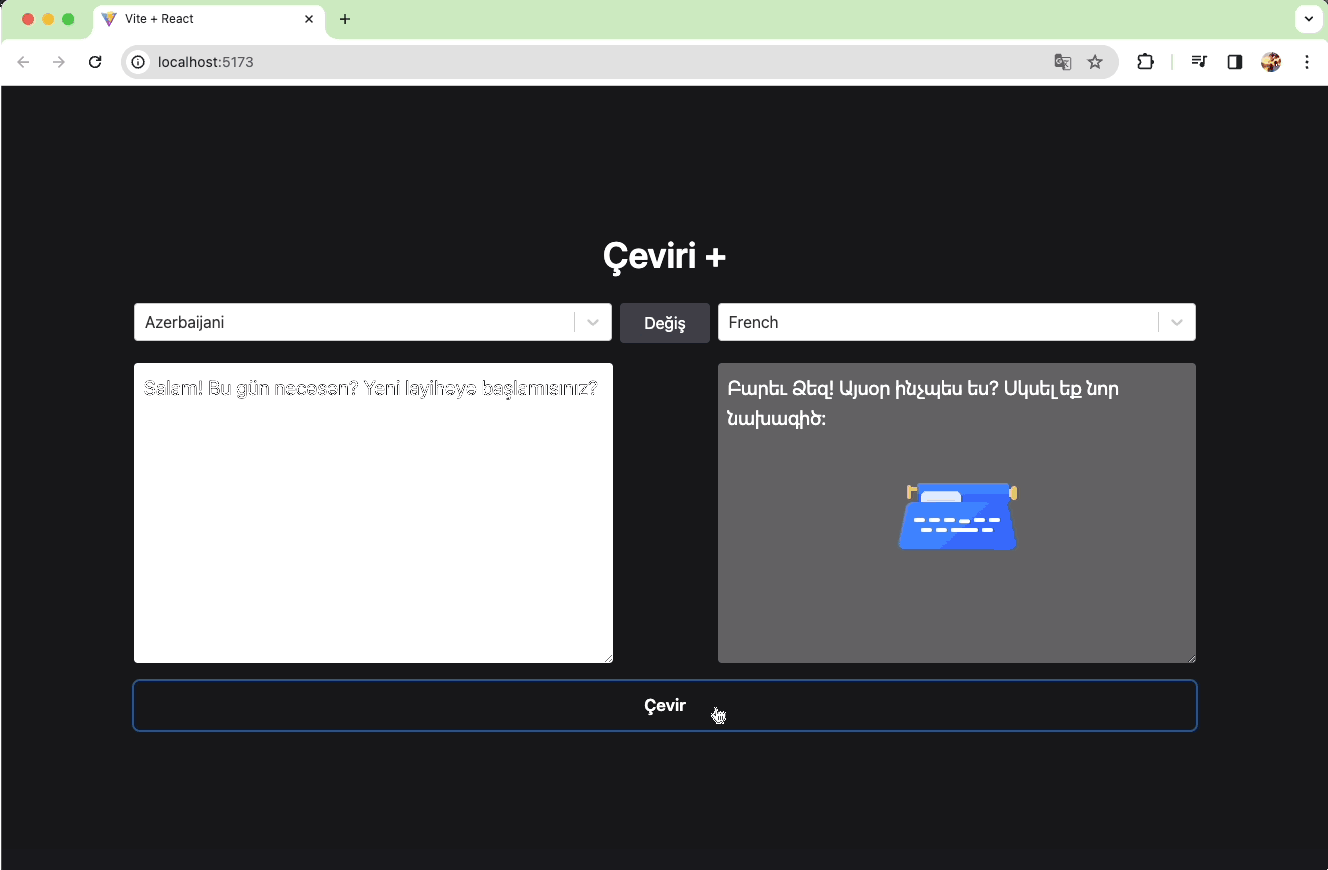 Vite + React
localhost:5173
Çeviri +
Azerbaijani
Değiş
French
Salam! Bu gün necəsən? Yeni layihəyə başlamısınız?
Բարեւ Ձեզ! Այսօր ինչպես ես? Սկսել եք նոր
նախագիծ:
Çevir